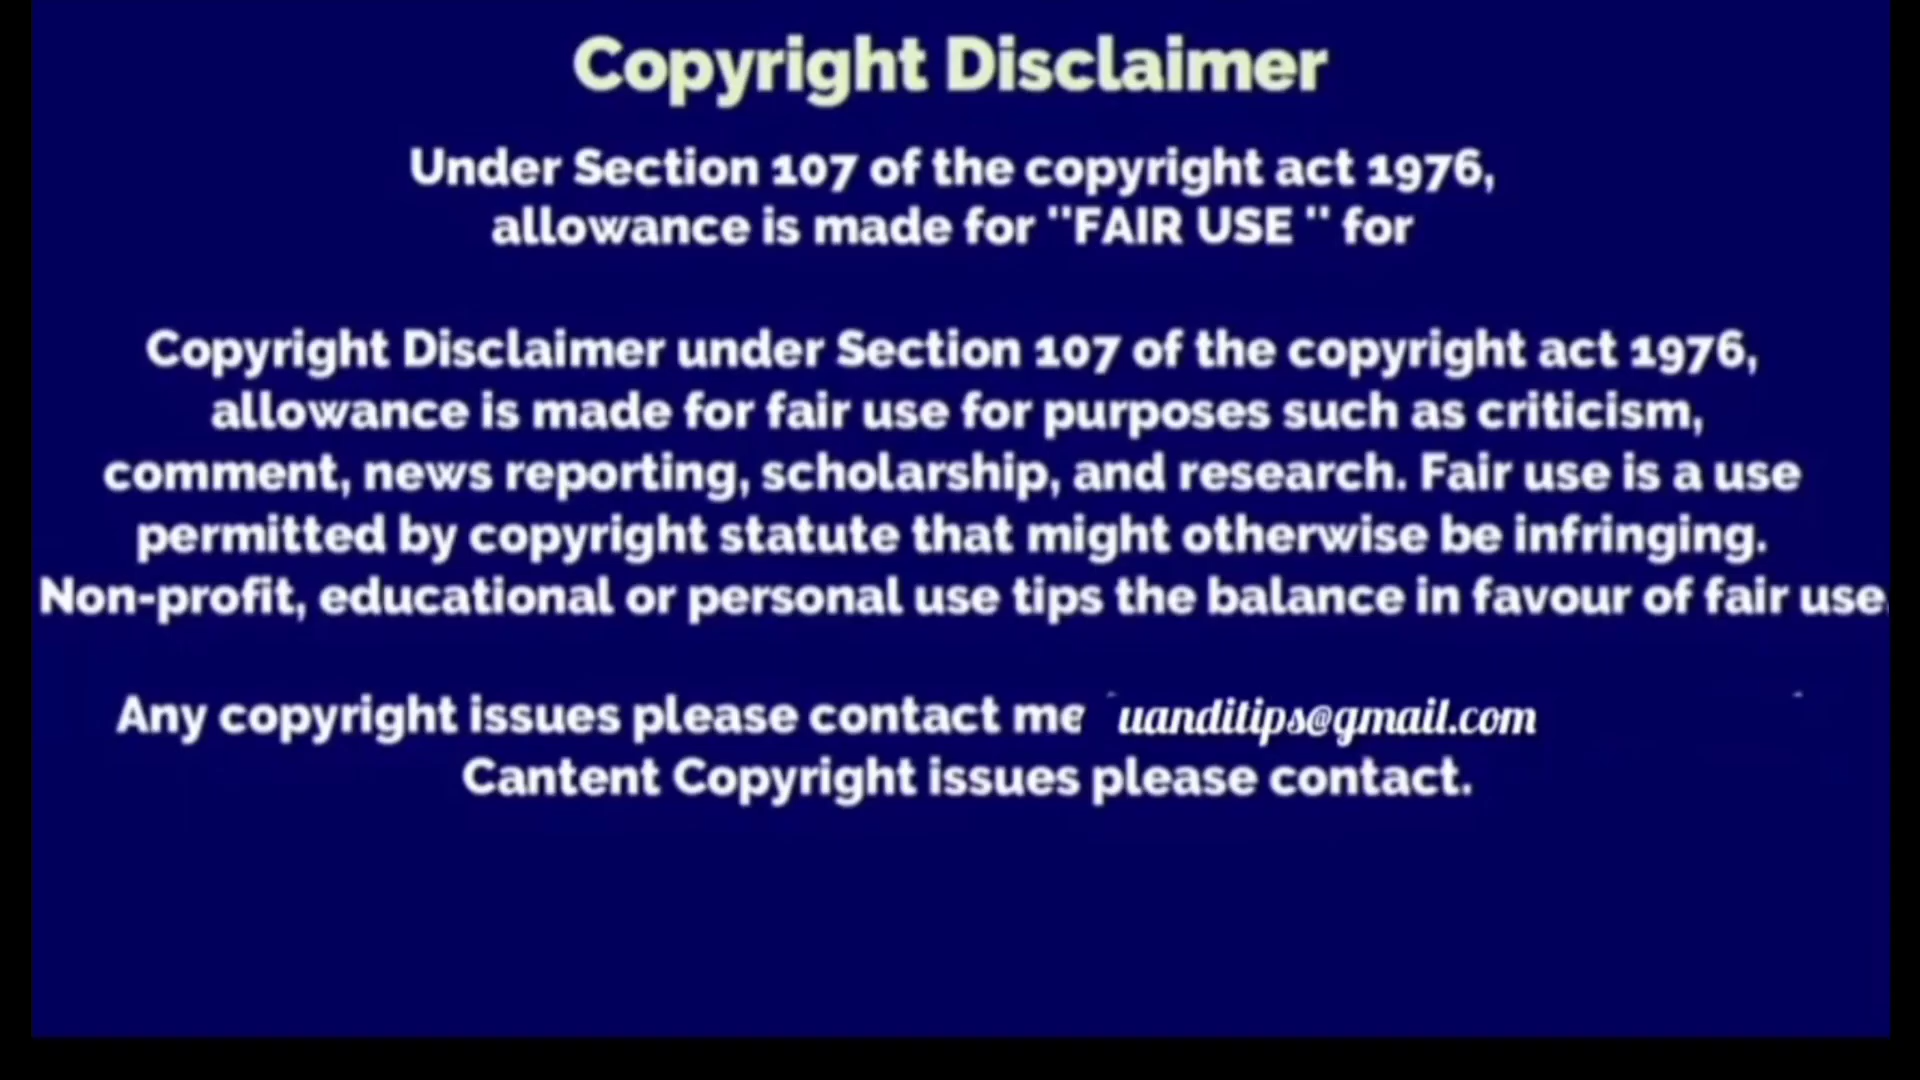 Copyright Disclaimer
Under Section 107 of the copyright act 1976,
allowance is made for "FAIR USE " for
Copyright Disclaimer under Section 107 of the copyright act 1976,
allowance is made for fair use for purposes such as criticism,
comment, news reporting, scholarship, and research. Fair use is a use
permitted by copyright statute that might otherwise be infringing.
Non-profit, educational or personal use tips the balance in favour of fair use.
Any copyright issues please contact me uanditips@gmail.com
Cantent Copyright issues please contact.